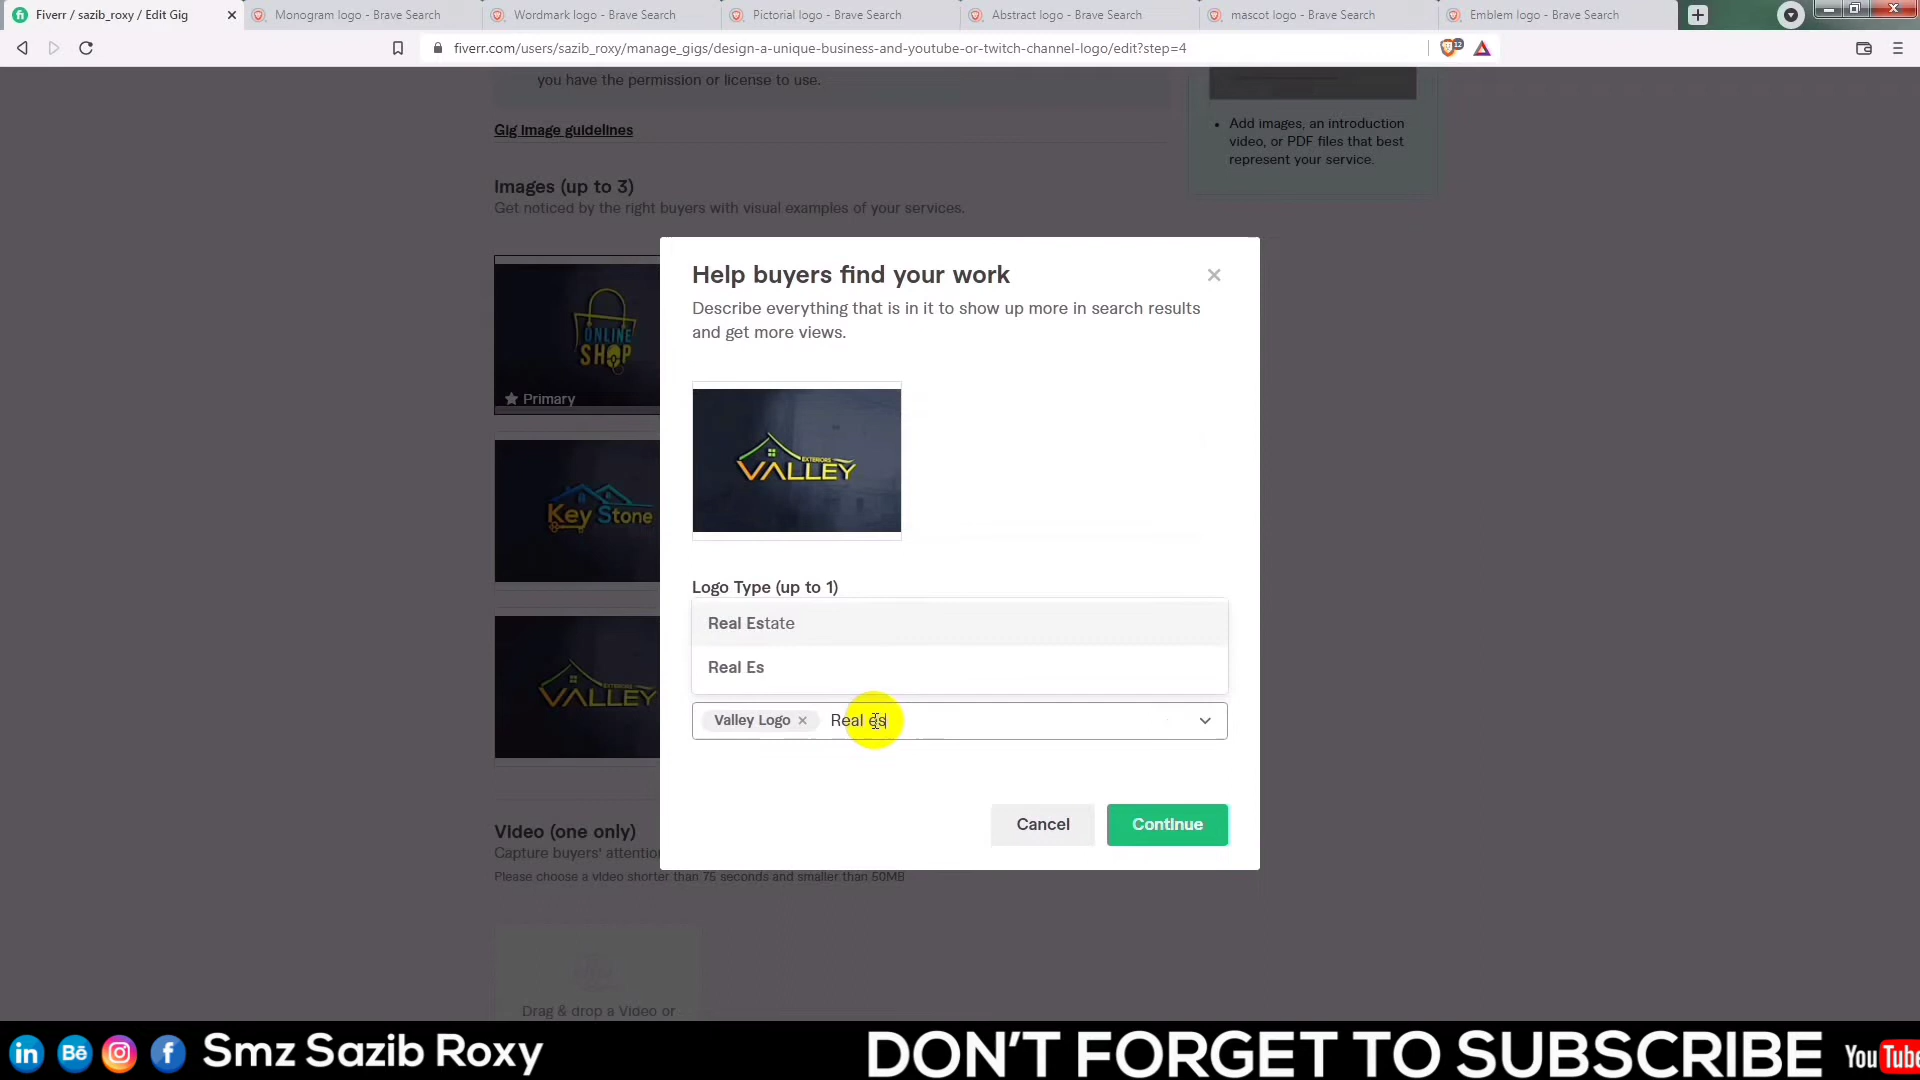 Fiverr / sazib_roxy / Edit Gig
Monogram logo - Brave Search
Wordmark logo - Brave Search
Pictorial logo - Brave Search
Abstract logo - Brave Search
mascot logo - Brave Search
Emblem logo - Brave Search
fiverr.com/users/sazib_roxy/manage_gigs/design-a-unique-business-and-youtube-or-twitch-channel-logo/edit?step=4
12
you have the permission or license to use.
Gig image guidelines
• Add images, an introduction
video, or PDF files that best
represent your service.
Images (up to 3)
Get noticed by the right buyers with visual examples of your services.
ONLINE
SHOP
Primary
Key Stone
EXTERIORS
VALLEY
Help buyers find your work
Describe everything that is in it to show up more in search results
and get more views.
EXTERIORS
VALLEY
Logo Type (up to 1)
Real Estate
Real Es
Valley Logo
Real es
Cancel
Continue
Video (one only)
Capture buyers' attentio
Please choose a video shorter than 75 seconds and smaller than 50MB
Drag & drop a Video or
in
Bē
f
Smz Sazib Roxy
DON'T FORGET TO SUBSCRIBE
YouTube